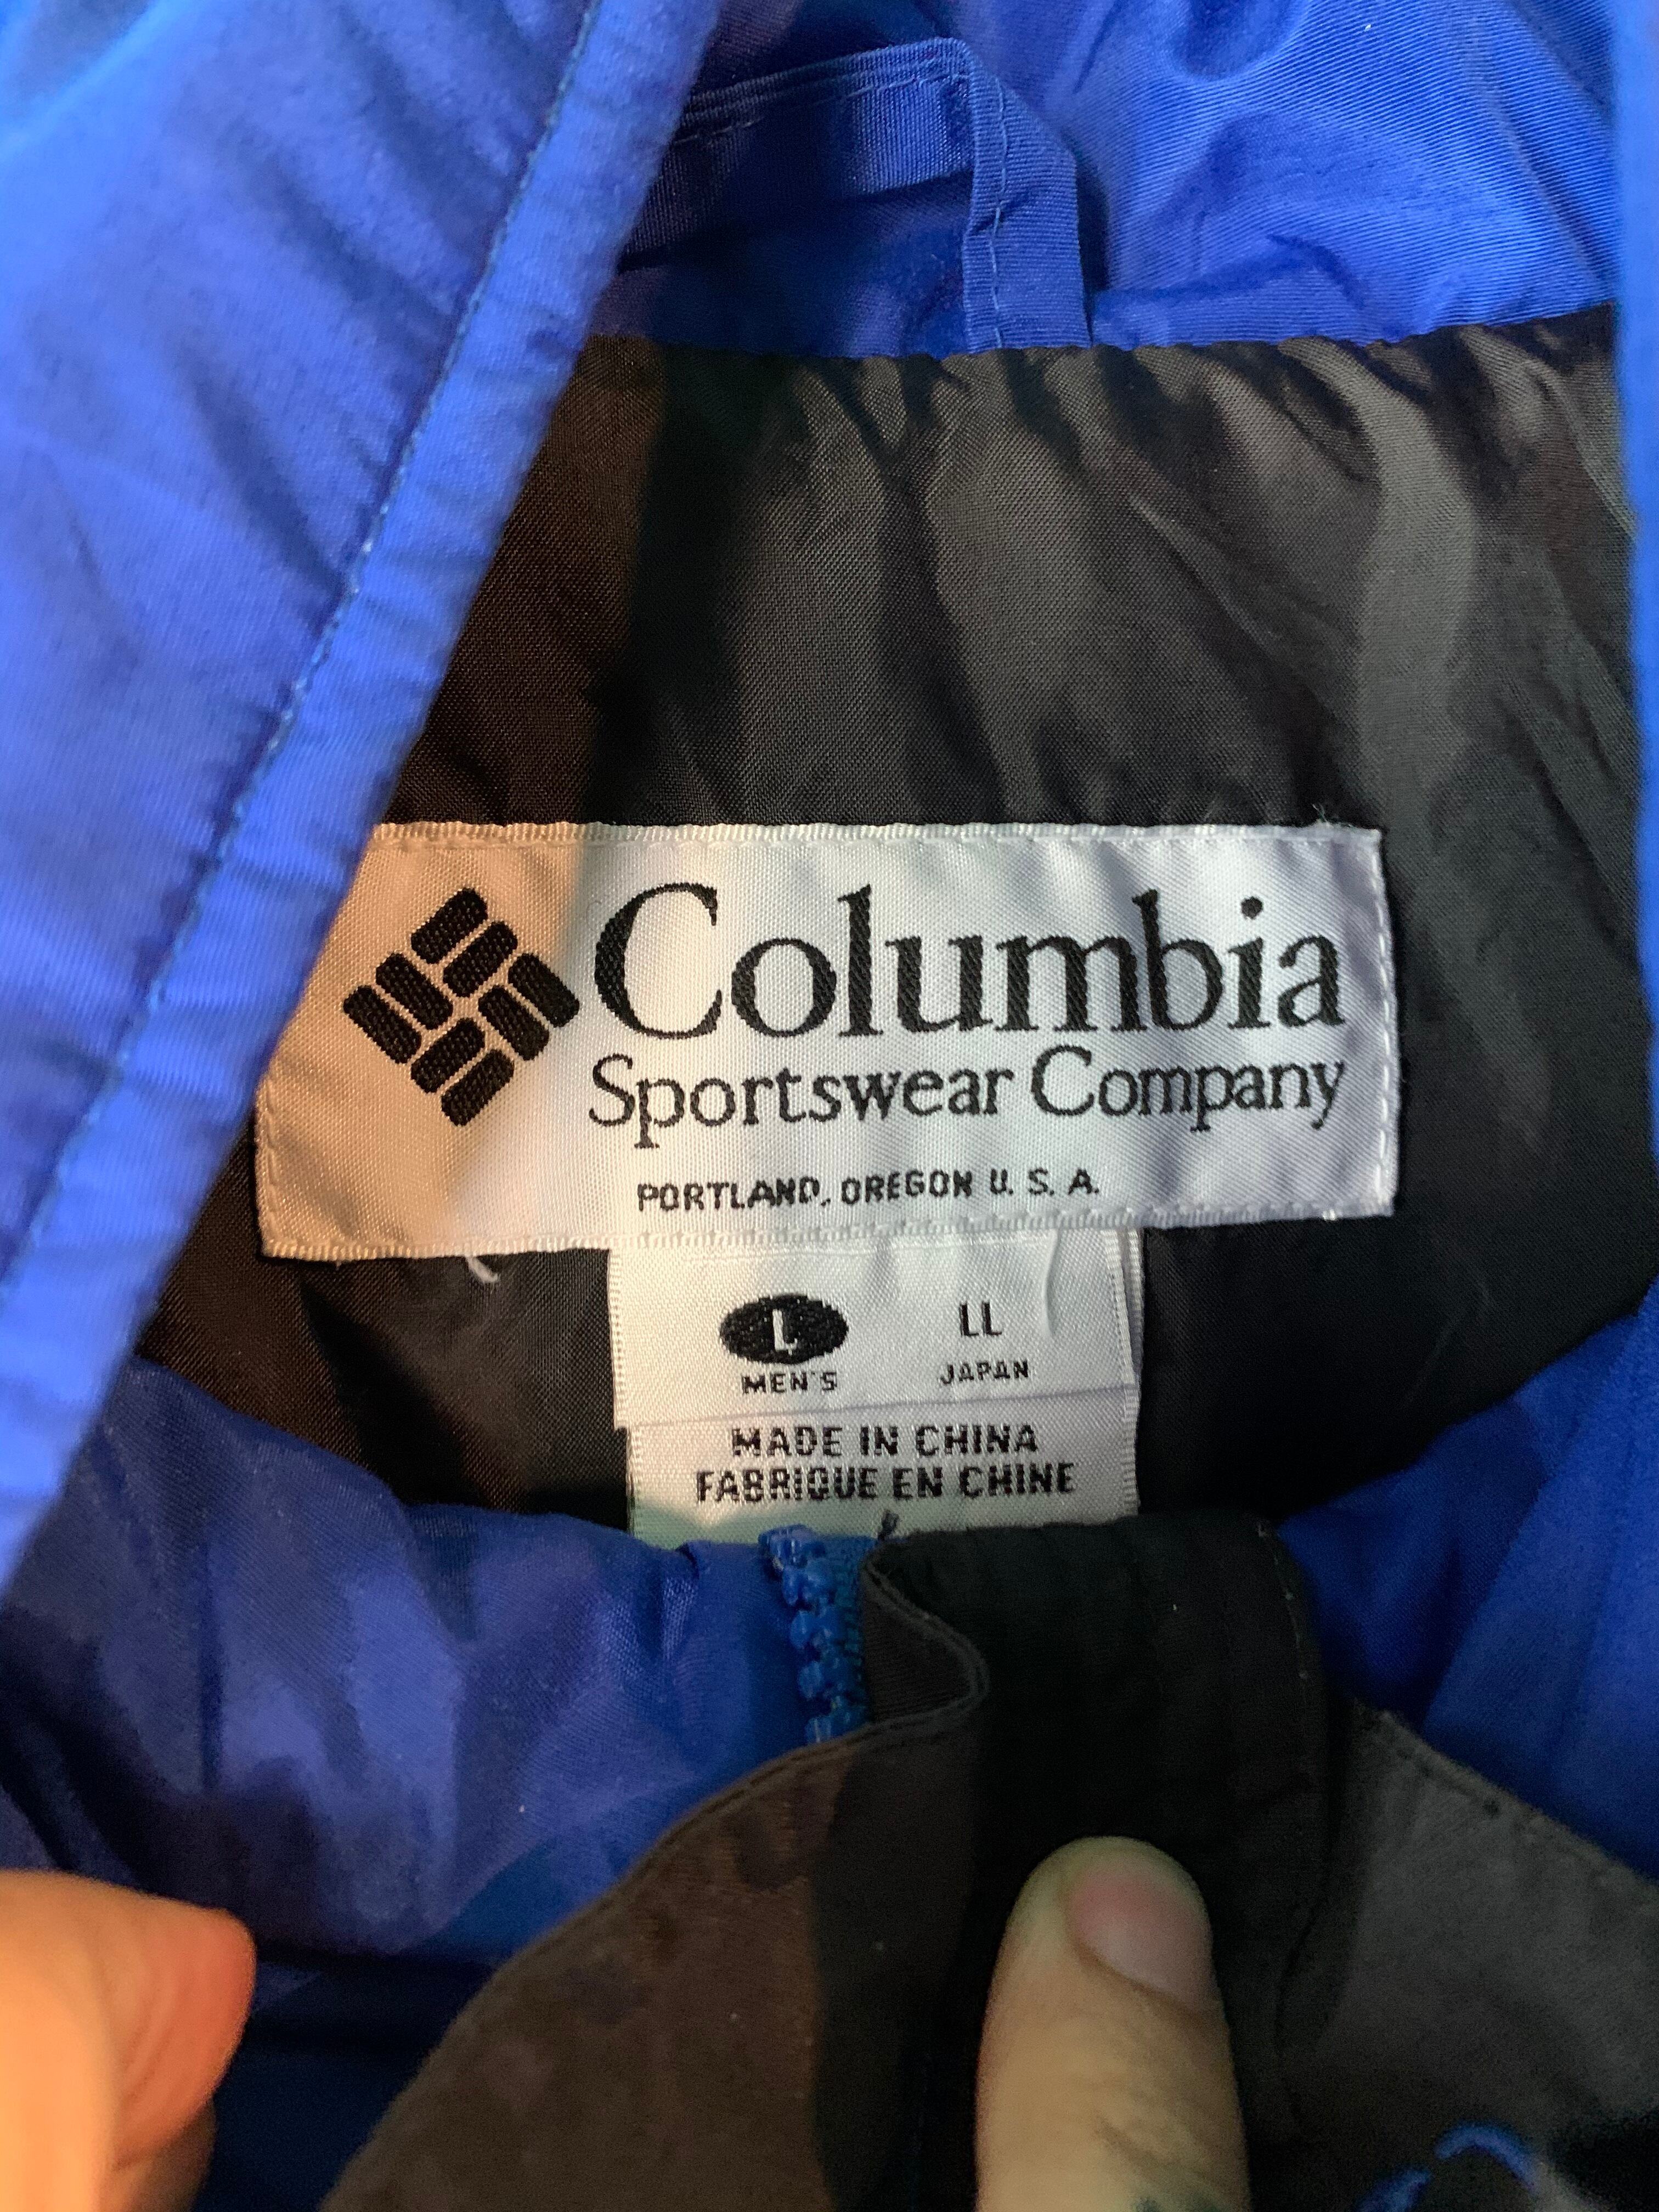 Columbia
Sportswear Company
PORTLAND, OREGON U. S. A.
L LL
MEN'S JAPAN
MADE IN CHINA
FABRIQUE EN CHINE